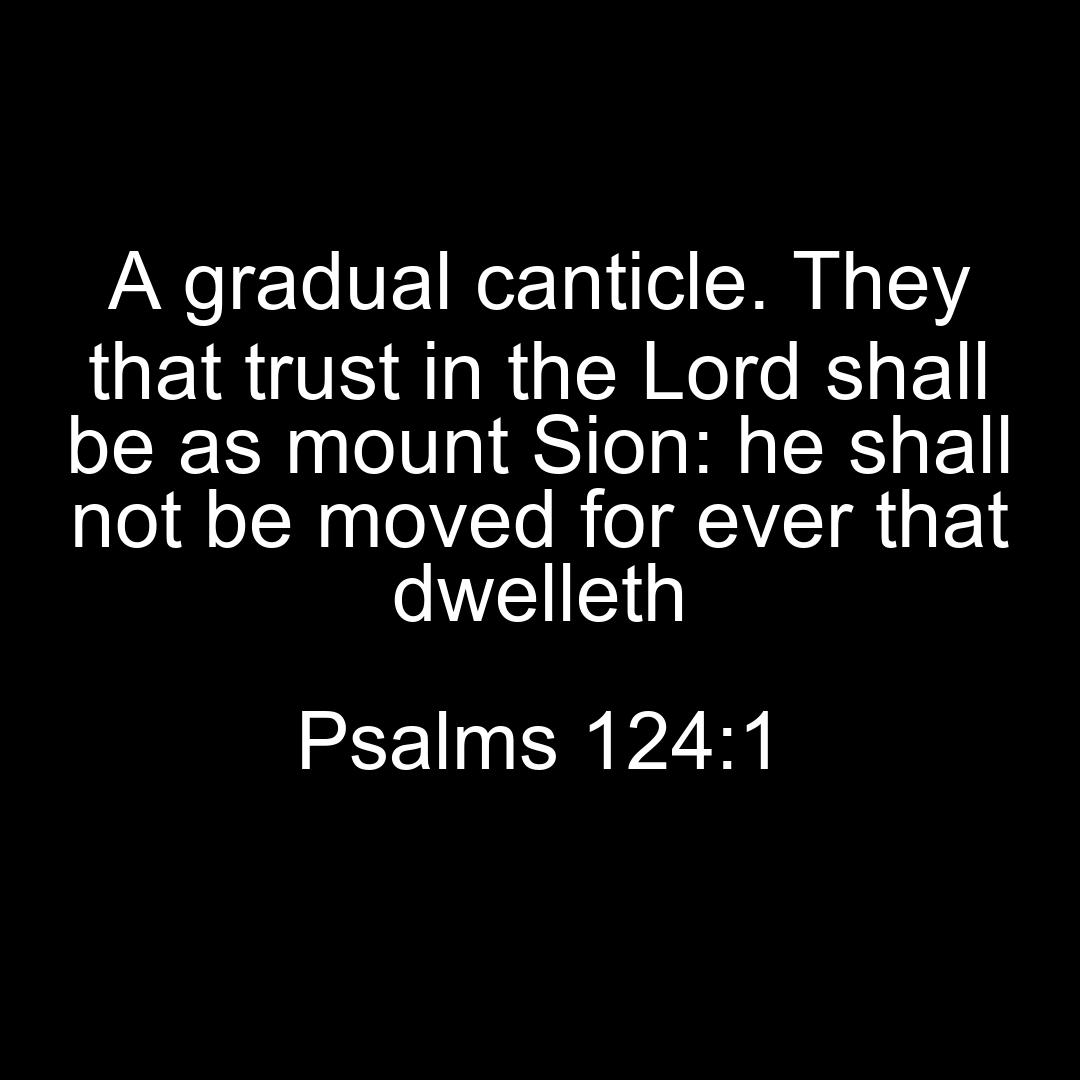 A gradual canticle. They
that trust in the Lord shall
be as mount Sion: he shall
not be moved for ever that
dwelleth
Psalms 124:1